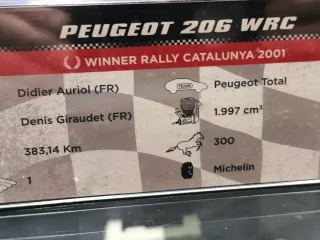 PEUGEOT 206 WRC
WINNER RALLY CATALUNYA 2001
Didier Auriol (FR)
TEAM
Peugeot Total
Denis Giraudet (FR)
1.997 cm³
383,14 Km
300
1
Michelin